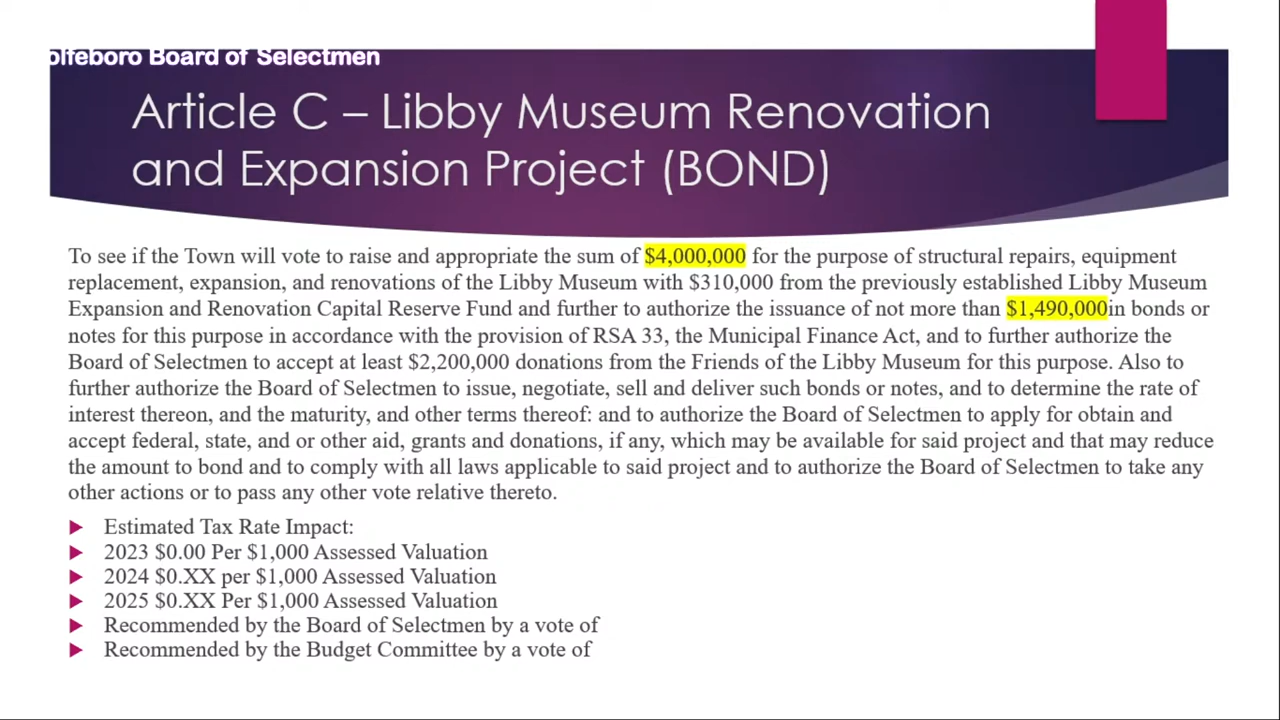 olfeboro Board of Selectmen
Article C – Libby Museum Renovation
and Expansion Project (BOND)
To see if the Town will vote to raise and appropriate the sum of $4,000,000 for the purpose of structural repairs, equipment
replacement, expansion, and renovations of the Libby Museum with $310,000 from the previously established Libby Museum
Expansion and Renovation Capital Reserve Fund and further to authorize the issuance of not more than $1,490,000in bonds or
notes for this purpose in accordance with the provision of RSA 33, the Municipal Finance Act, and to further authorize the
Board of Selectmen to accept at least $2,200,000 donations from the Friends of the Libby Museum for this purpose. Also to
further authorize the Board of Selectmen to issue, negotiate, sell and deliver such bonds or notes, and to determine the rate of
interest thereon, and the maturity, and other terms thereof: and to authorize the Board of Selectmen to apply for obtain and
accept federal, state, and or other aid, grants and donations, if any, which may be available for said project and that may reduce
the amount to bond and to comply with all laws applicable to said project and to authorize the Board of Selectmen to take any
other actions or to pass any other vote relative thereto.
Estimated Tax Rate Impact:
2023 $0.00 Per $1,000 Assessed Valuation
2024 $0.XX per $1,000 Assessed Valuation
2025 $0.XX Per $1,000 Assessed Valuation
Recommended by the Board of Selectmen by a vote of
Recommended by the Budget Committee by a vote of